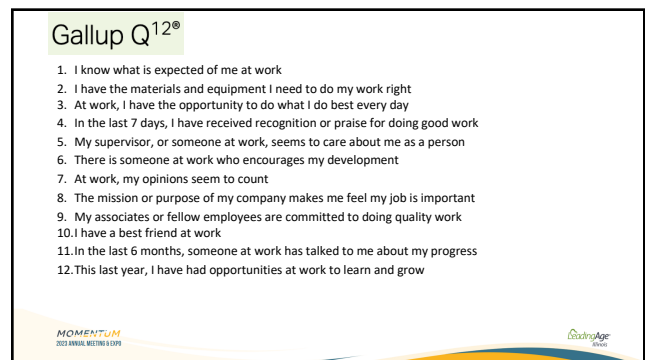 Gallup Q12®
1. I know what is expected of me at work
2. I have the materials and equipment I need to do my work right
3. At work, I have the opportunity to do what I do best every day
4. In the last 7 days, I have received recognition or praise for doing good work
5. My supervisor, or someone at work, seems to care about me as a person
6. There is someone at work who encourages my development
7. At work, my opinions seem to count
8. The mission or purpose of my company makes me feel my job is important
9. My associates or fellow employees are committed to doing quality work
10.I have a best friend at work
11.In the last 6 months, someone at work has talked to me about my progress
12.This last year, I have had opportunities at work to learn and grow
MOMENTUM
2023 ANNUAL MEETING & EXPO
LeadingAge
Illinois